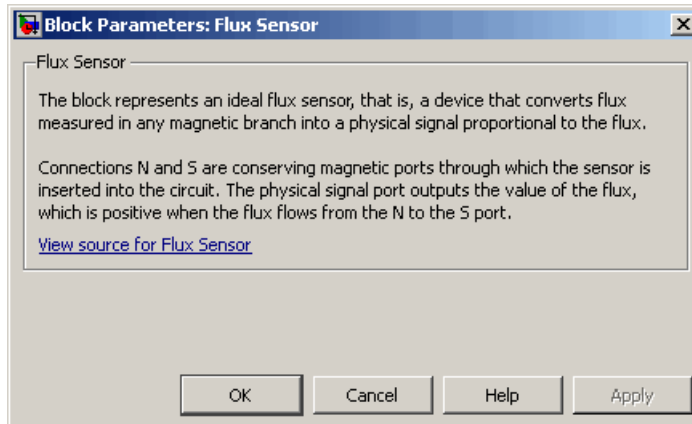 Block Parameters: Flux Sensor
Flux Sensor
The block represents an ideal flux sensor, that is, a device that converts flux
measured in any magnetic branch into a physical signal proportional to the flux.
Connections N and S are conserving magnetic ports through which the sensor is
inserted into the circuit. The physical signal port outputs the value of the flux,
which is positive when the flux flows from the N to the S port.
View source for Flux Sensor
OK Cancel Help Apply